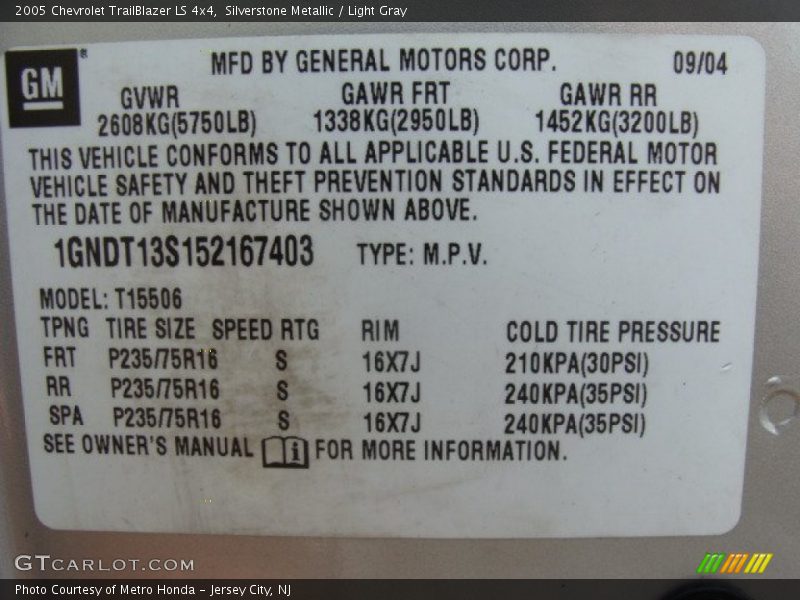 2005 Chevrolet TrailBlazer LS 4x4, Silverstone Metallic / Light Gray
GM ® MFD BY GENERAL MOTORS CORP. 09/04
GVWR GAWR FRT GAWR RR
2608KG(5750LB) 1338KG(2950LB) 1452KG(3200LB)
THIS VEHICLE CONFORMS TO ALL APPLICABLE U.S. FEDERAL MOTOR
VEHICLE SAFETY AND THEFT PREVENTION STANDARDS IN EFFECT ON
THE DATE OF MANUFACTURE SHOWN ABOVE.
1GNDT13S152167403 TYPE: M.P.V.
MODEL: T15506
TPNG TIRE SIZE SPEED RTG RIM COLD TIRE PRESSURE
FRT P235/75R16 S 16X7J 210KPA(30PSI)
RR P235/75R16 S 16X7J 240KPA(35PSI)
SPA P235/75R16 S 16X7J 240KPA(35PSI)
SEE OWNER'S MANUAL i FOR MORE INFORMATION.
GTCARLOT.COM
Photo Courtesy of Metro Honda - Jersey City, NJ